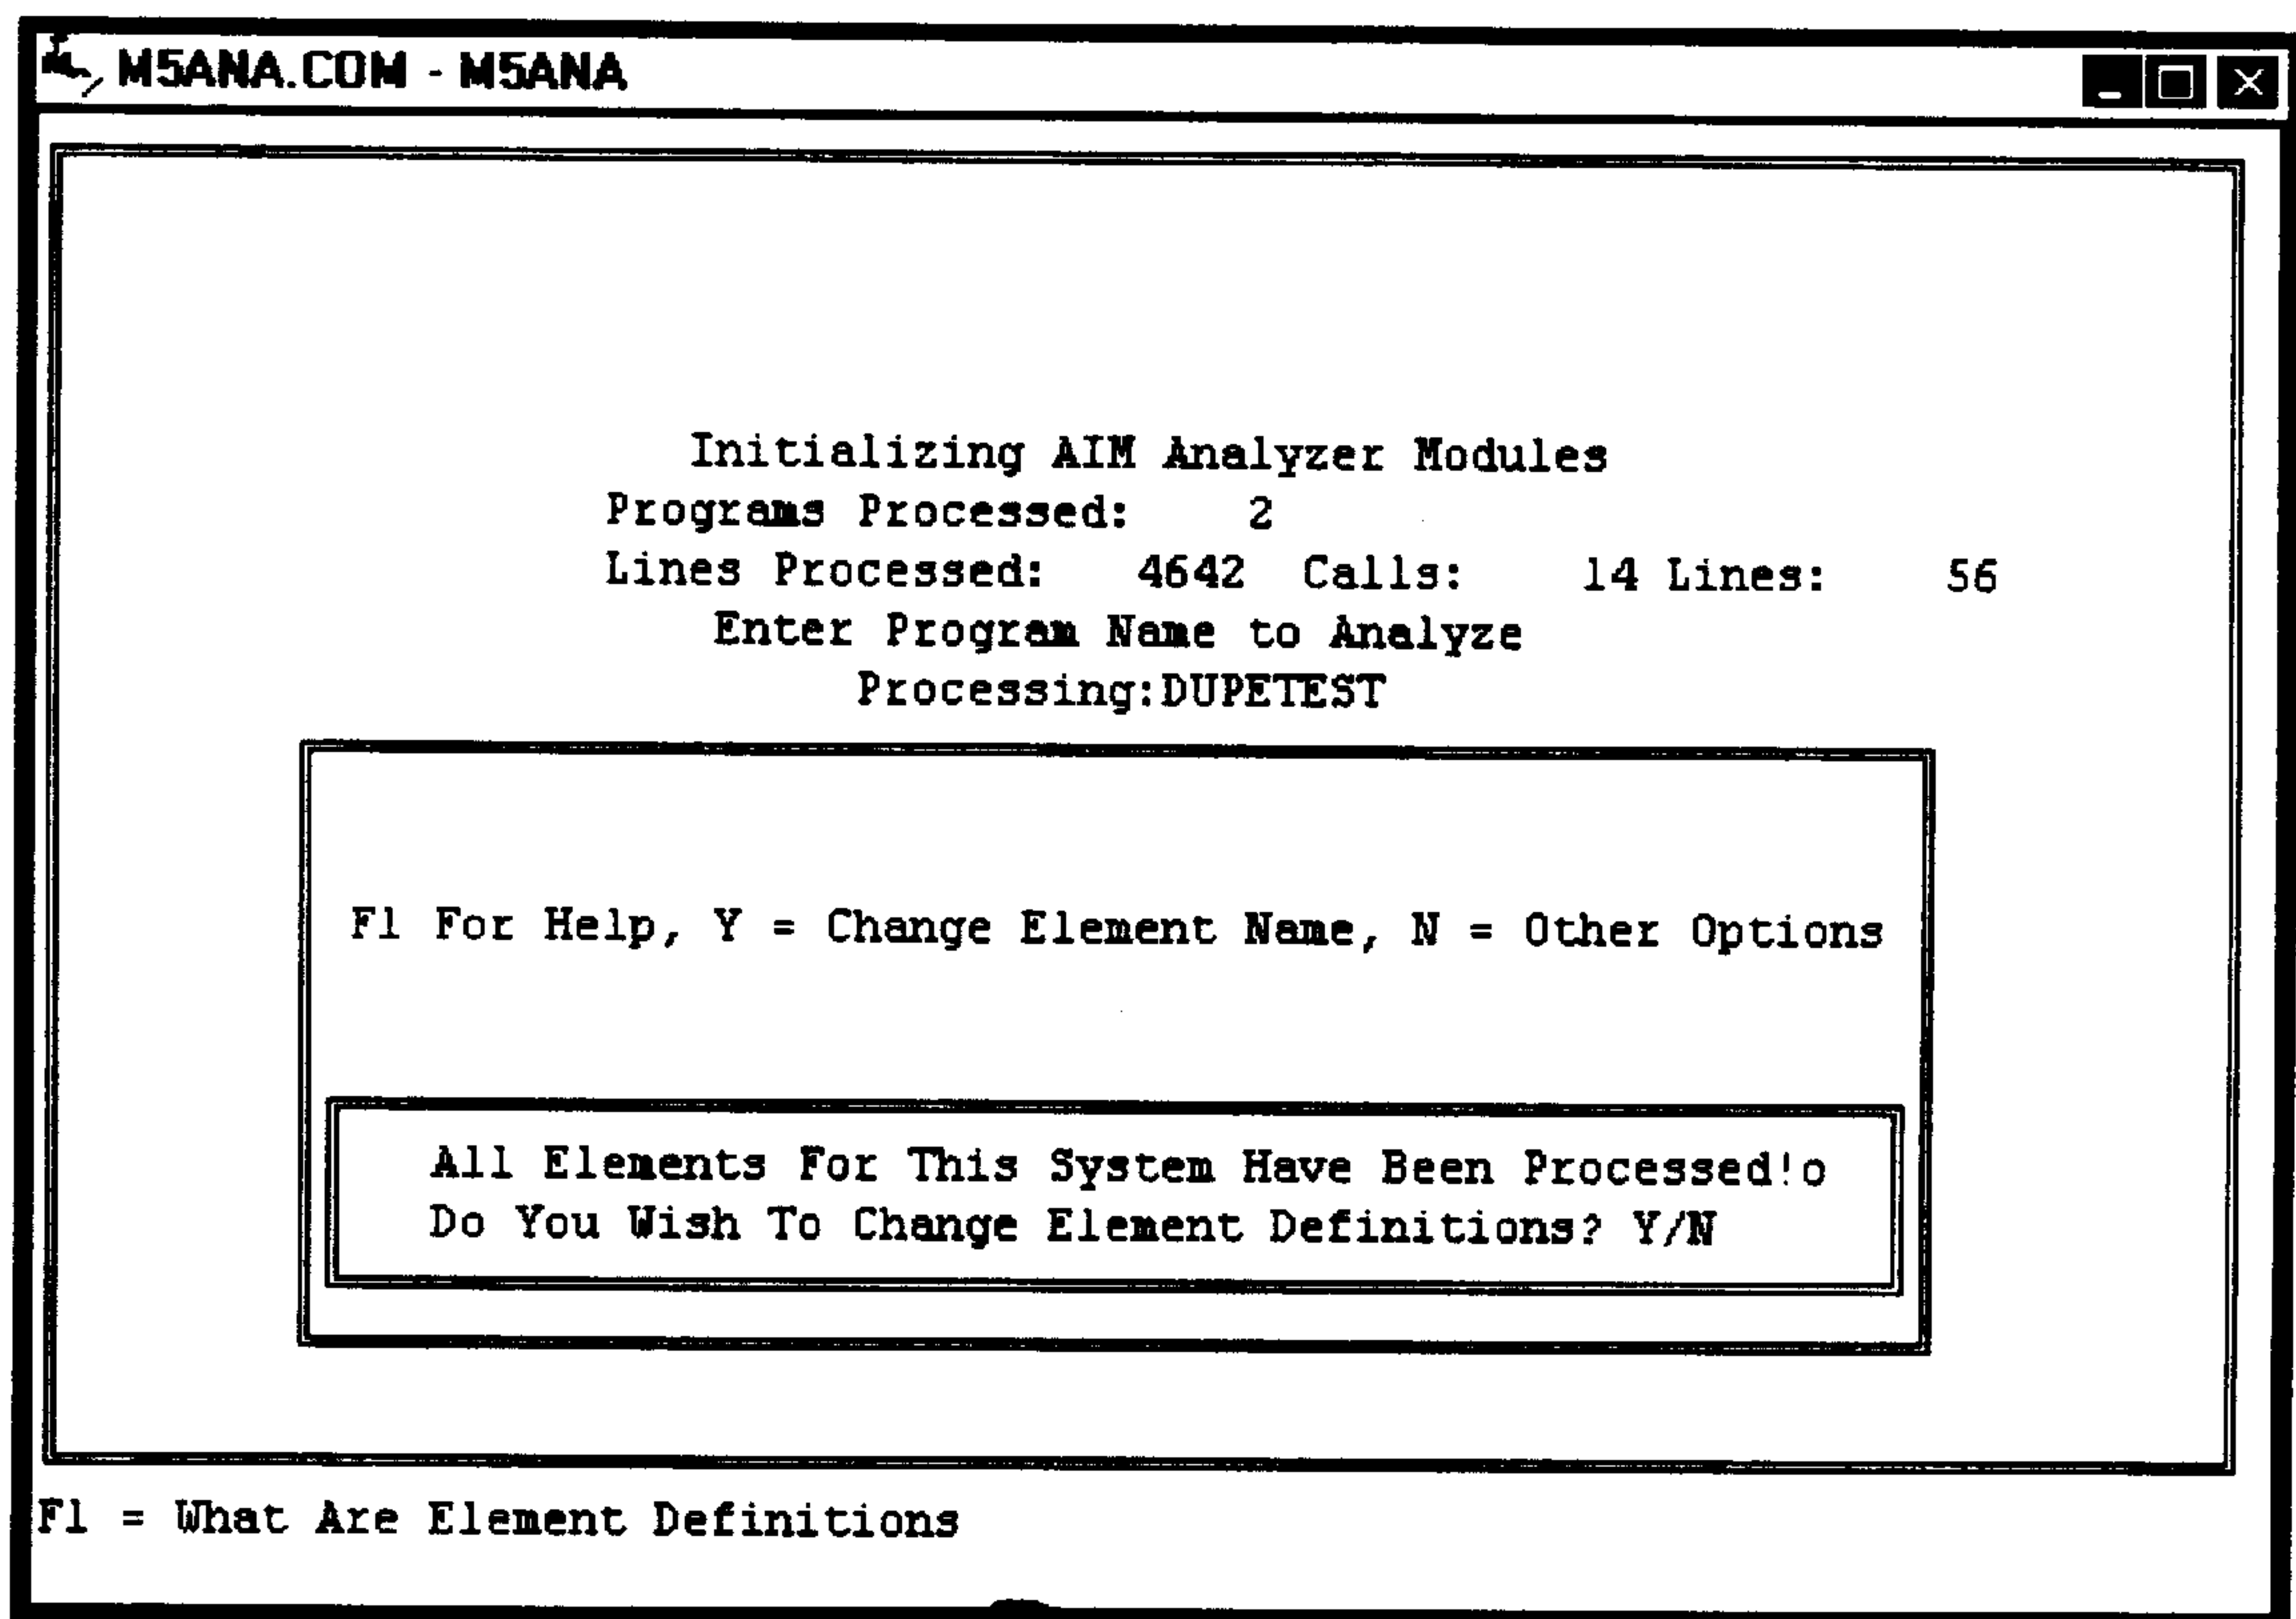 M5ANA.COM - M5ANA
Initializing AIM Analyzer Modules
Programs Processed: 2
Lines Processed: 4642 Calls: 14 Lines: 56
Enter Program Name to Analyze
Processing:DUPETEST
F1 For Help, Y = Change Element Name, N = Other Options
All Elements For This System Have Been Processed!o
Do You Wish To Change Element Definitions? Y/N
F1 = What Are Element Definitions